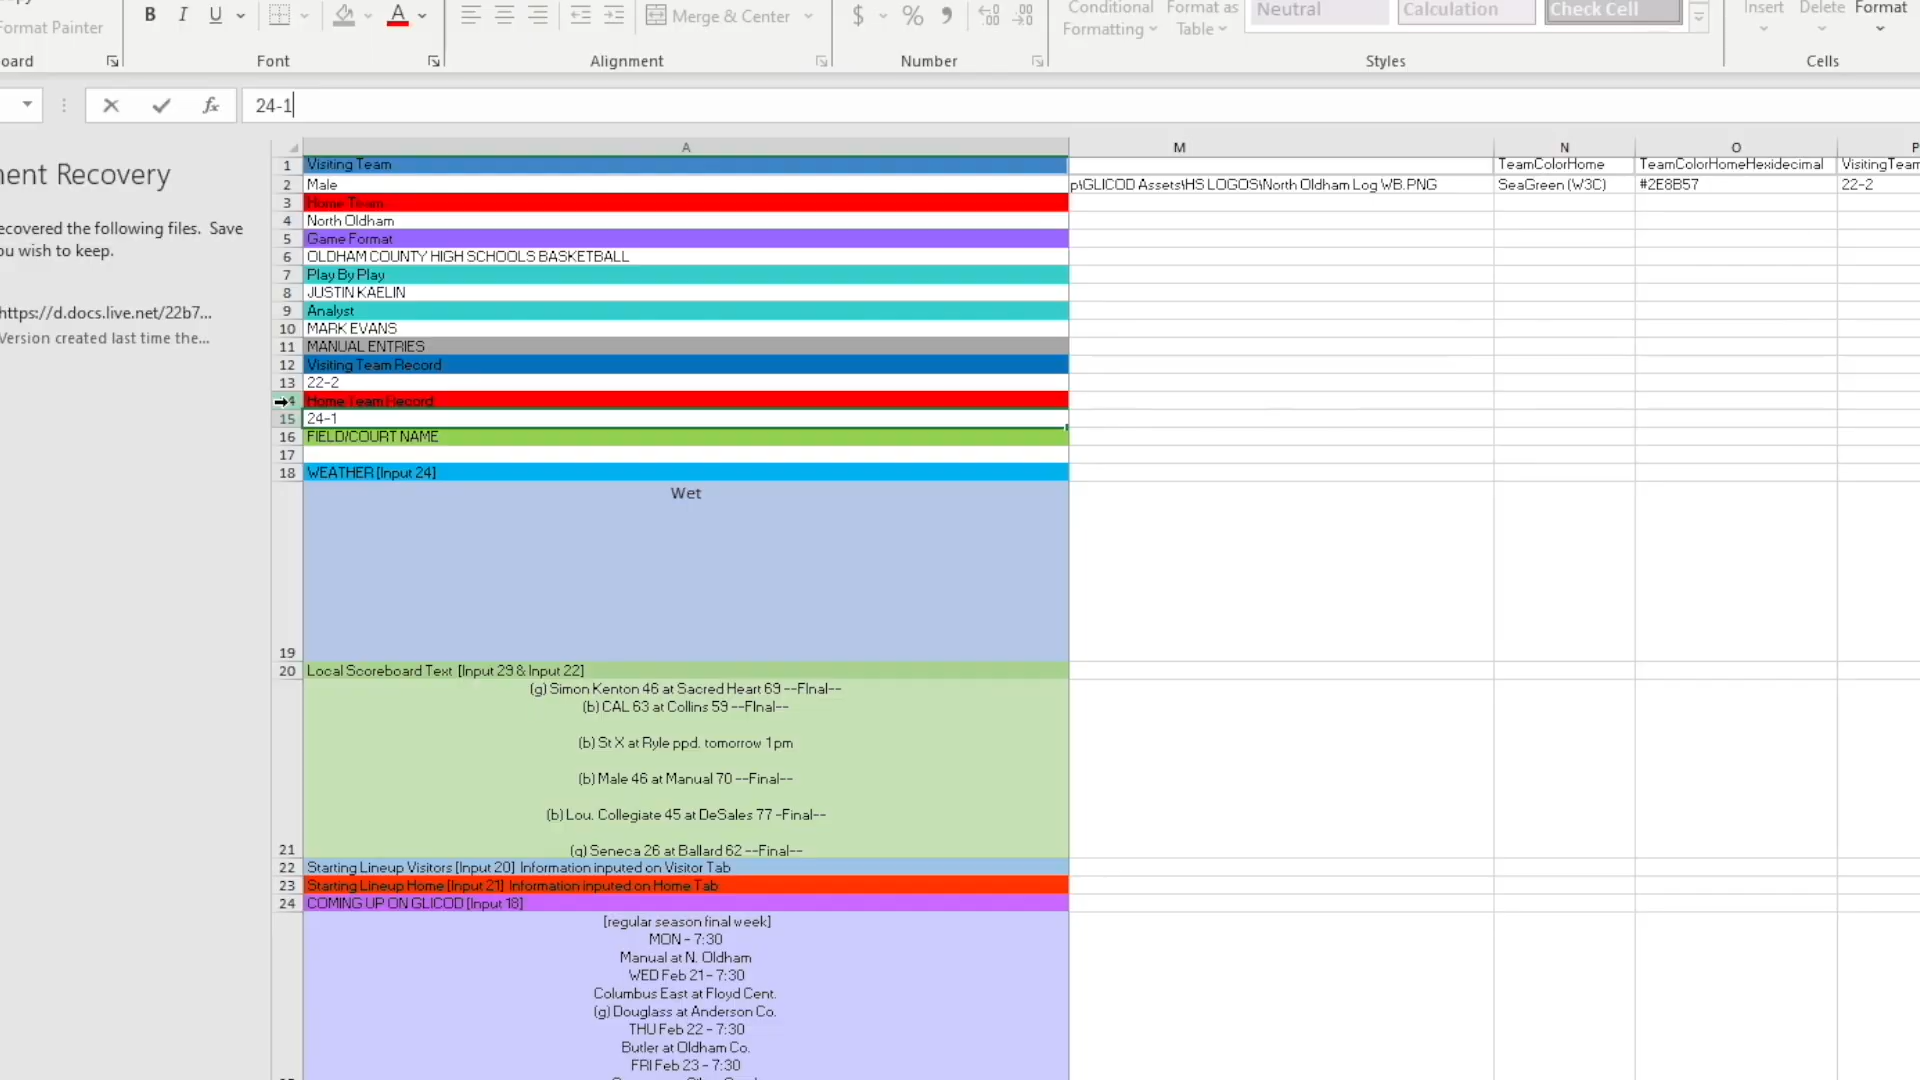 Format Painter
B I U A
Merge & Center
$ % 9
Conditional Formatting
Format as Table
Neutral
Calculation
Check Cell
Insert
Delete
Format
oard
Font
Alignment
Number
Styles
Cells
fx
24-1
ent Recovery
ecovered the following files. Save
ou wish to keep.
https://d.docs.live.net/22b7...
Version created last time the...
A M N O P
1 Visiting Team TeamColorHome TeamColorHomeHexidecimal VisitingTeam
2 Male p\GLICOD Assets\HS LOGOS\North Oldham Log WB.PNG SeaGreen (W3C) #2E8B57 22-2
3 Home Team
4 North Oldham
5 Game Format
6 OLDHAM COUNTY HIGH SCHOOLS BASKETBALL
7 Play By Play
8 JUSTIN KAELIN
9 Analyst
10 MARK EVANS
11 MANUAL ENTRIES
12 Visiting Team Record
13 22-2
4 Home Team Record
15 24-1
16 FIELD/COURT NAME
17
18 WEATHER [Input 24]
Wet
19
20 Local Scoreboard Text [Input 29 & Input 22]
(g) Simon Kenton 46 at Sacred Heart 69 --FInal--
(b) CAL 63 at Collins 59 --FInal--
(b) St X at Ryle ppd. tomorrow 1pm
(b) Male 46 at Manual 70 --Final--
(b) Lou. Collegiate 45 at DeSales 77 -Final--
21 (g) Seneca 26 at Ballard 62 --Final--
22 Starting Lineup Visitors [Input 20] Information inputed on Visitor Tab
23 Starting Lineup Home [Input 21] Information inputed on Home Tab
24 COMING UP ON GLICOD [Input 18]
[regular season final week]
MON - 7:30
Manual at N. Oldham
WED Feb 21 - 7:30
Columbus East at Floyd Cent.
(g) Douglass at Anderson Co.
THU Feb 22 - 7:30
Butler at Oldham Co.
FRI Feb 23 - 7:30